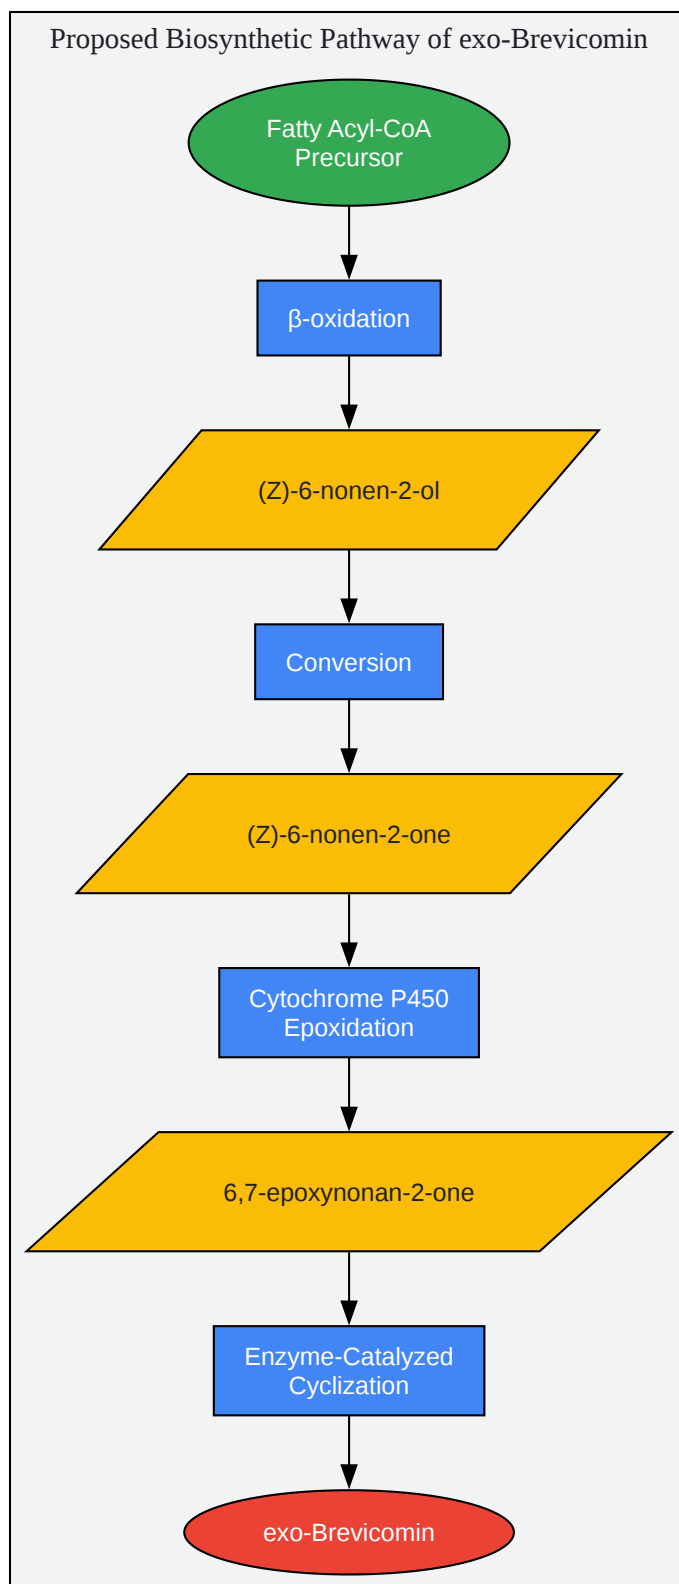 Proposed Biosynthetic Pathway of exo-Brevicomin
Fatty Acyl-CoA
Precursor
β-oxidation
(Z)-6-nonen-2-ol
Conversion
(Z)-6-nonen-2-one
Cytochrome P450
Epoxidation
6,7-epoxynonan-2-one
Enzyme-Catalyzed
Cyclization
exo-Brevicomin